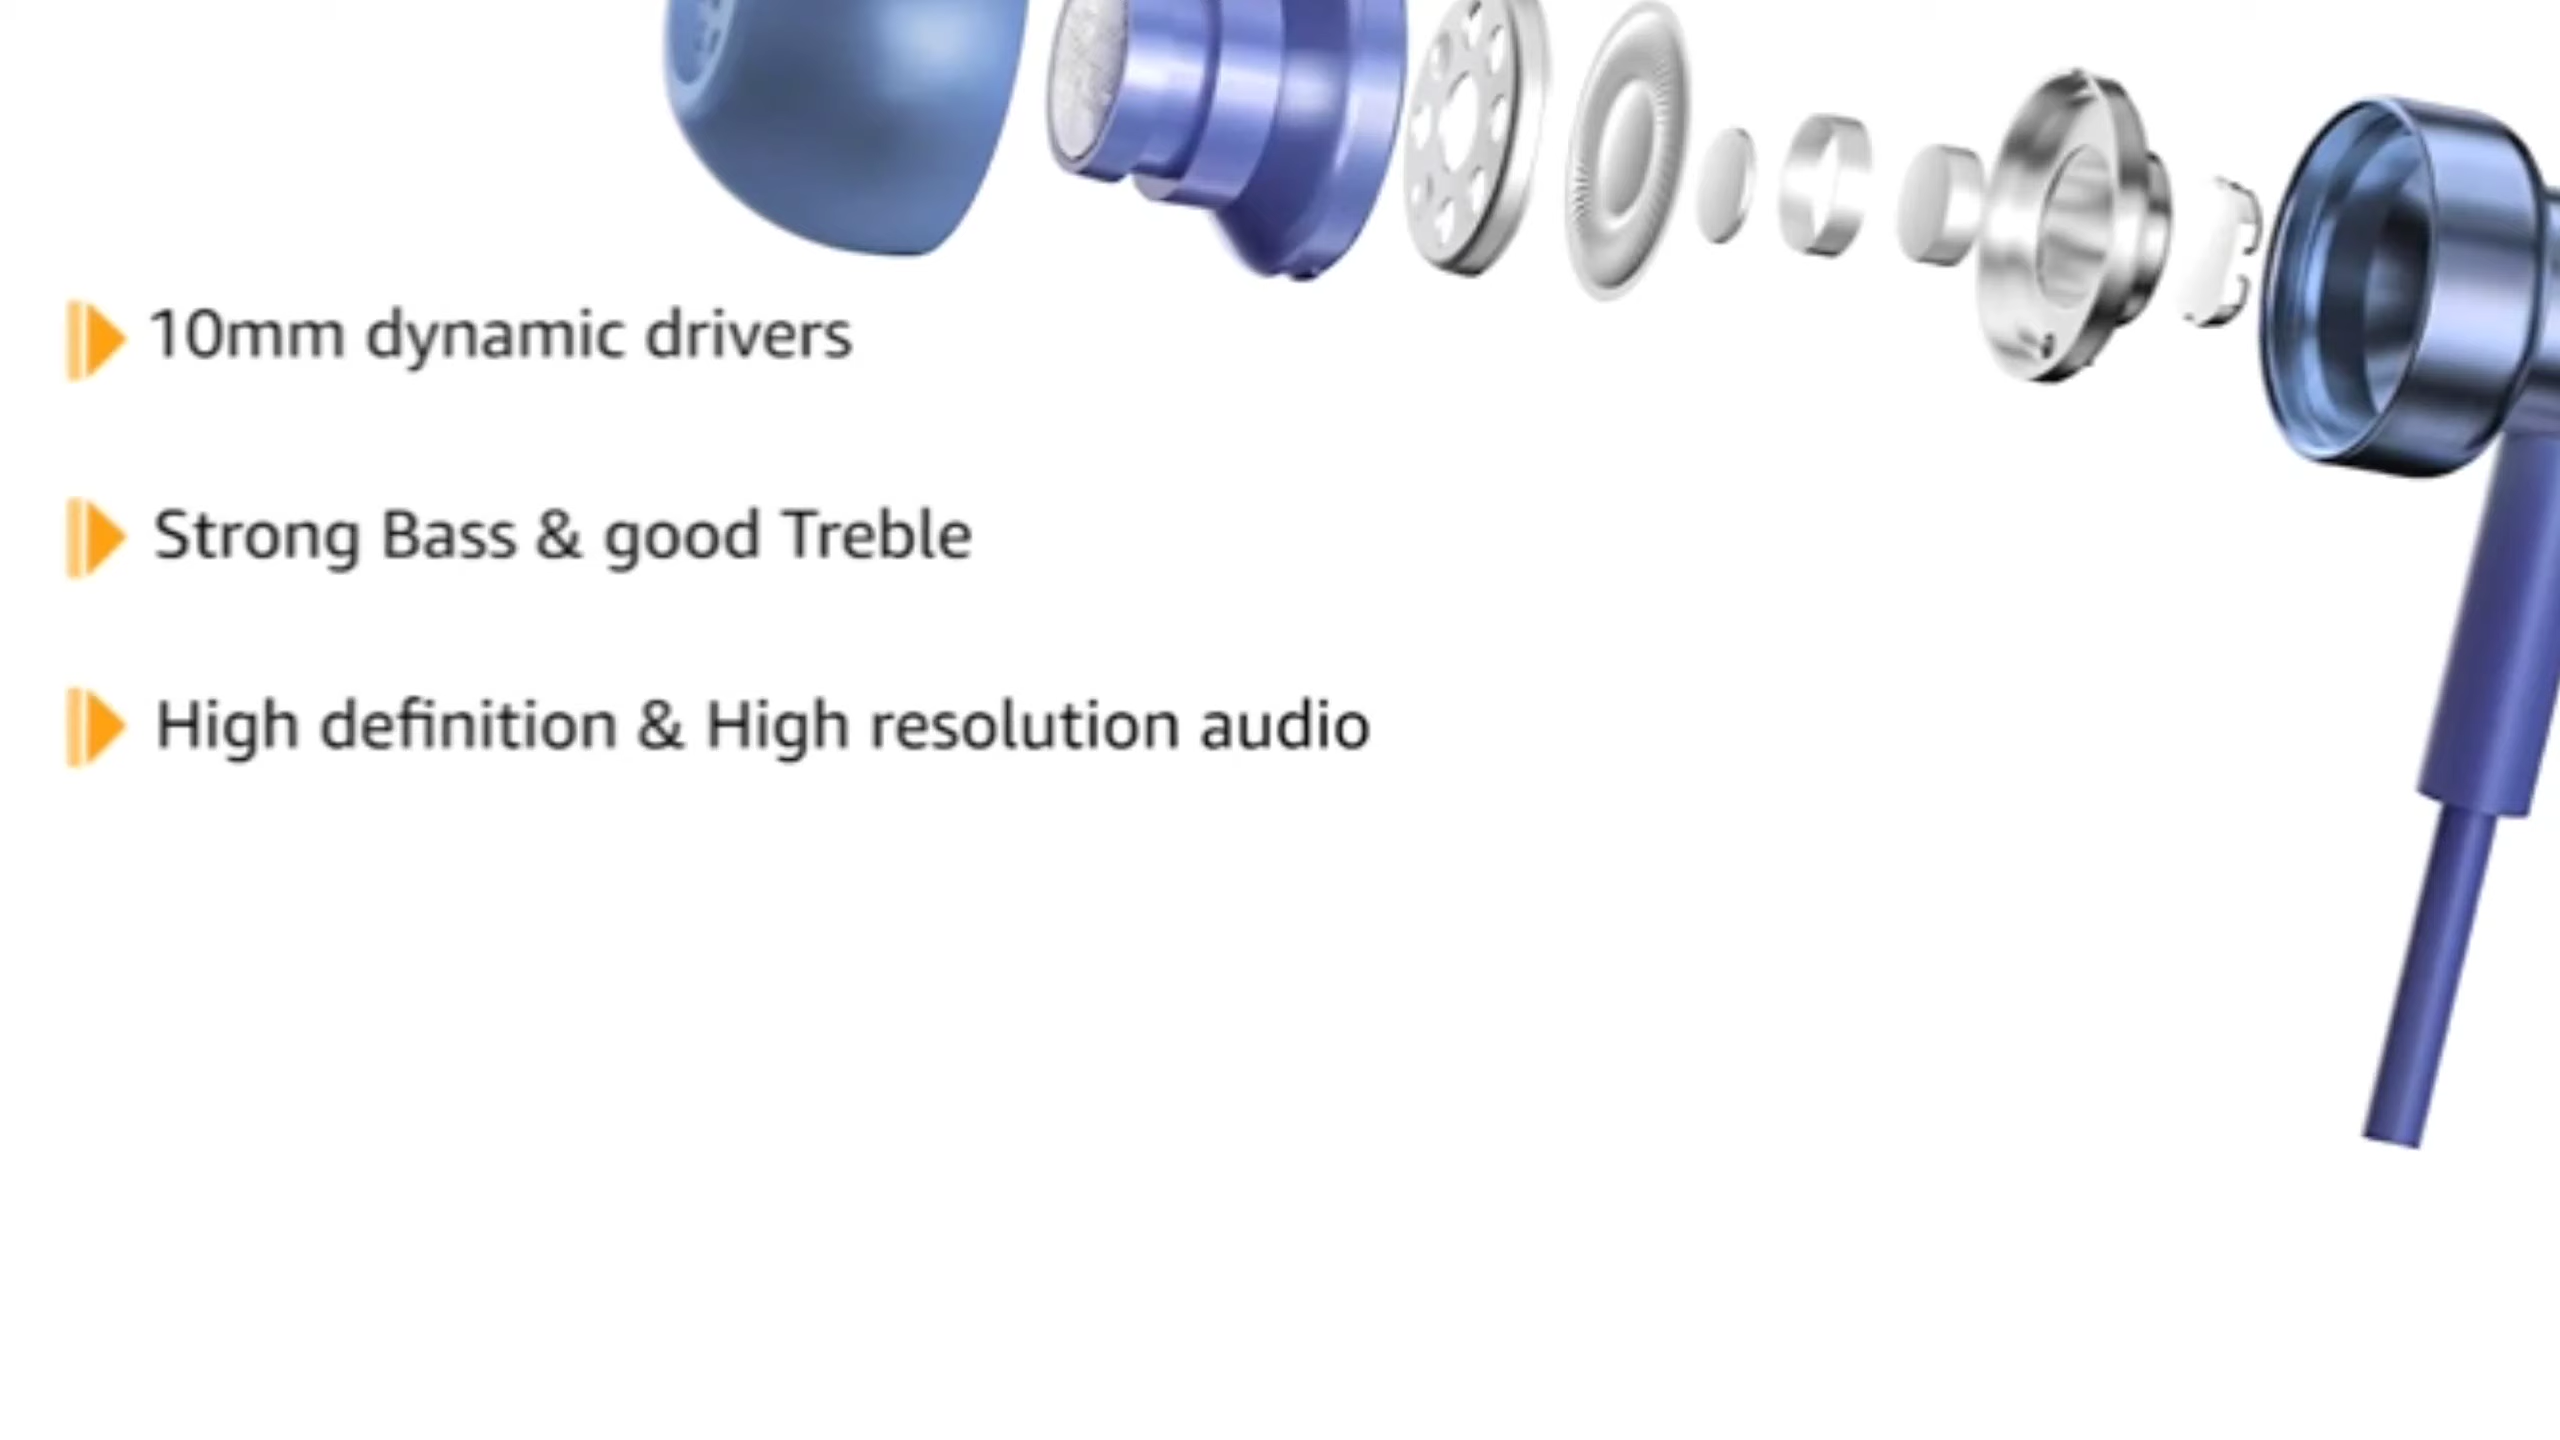 10mm dynamic drivers
Strong Bass & good Treble
High definition & High resolution audio